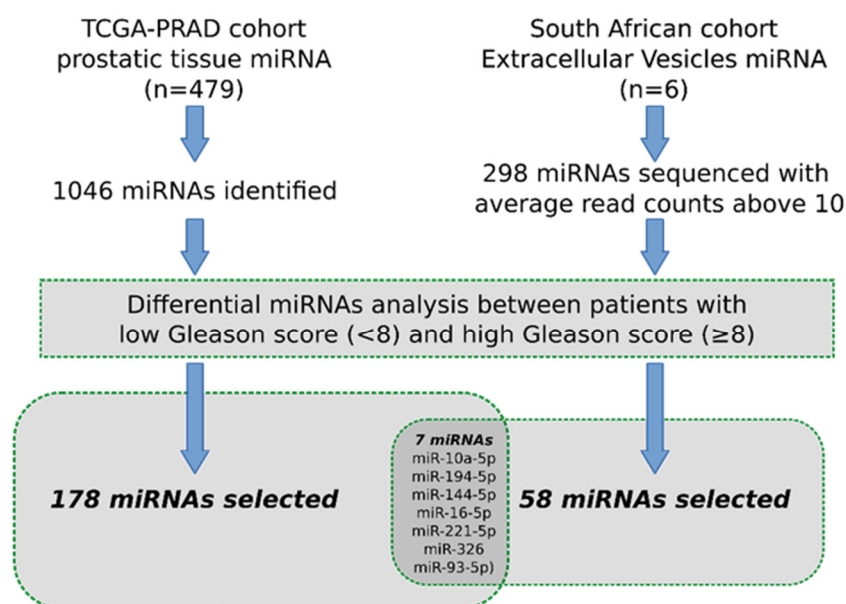 TCGA-PRAD cohort
prostatic tissue miRNA
(n=479)
South African cohort
Extracellular Vesicles miRNA
(n=6)
1046 miRNAs identified
298 miRNAs sequenced with
average read counts above 10
Differential miRNAs analysis between patients with
low Gleason score (<8) and high Gleason score (≥8)
178 miRNAs selected
7 miRNAs
miR-10a-5p
miR-194-5p
miR-144-5p
miR-16-5p
miR-221-5p
miR-326
miR-93-5p)
58 miRNAs selected